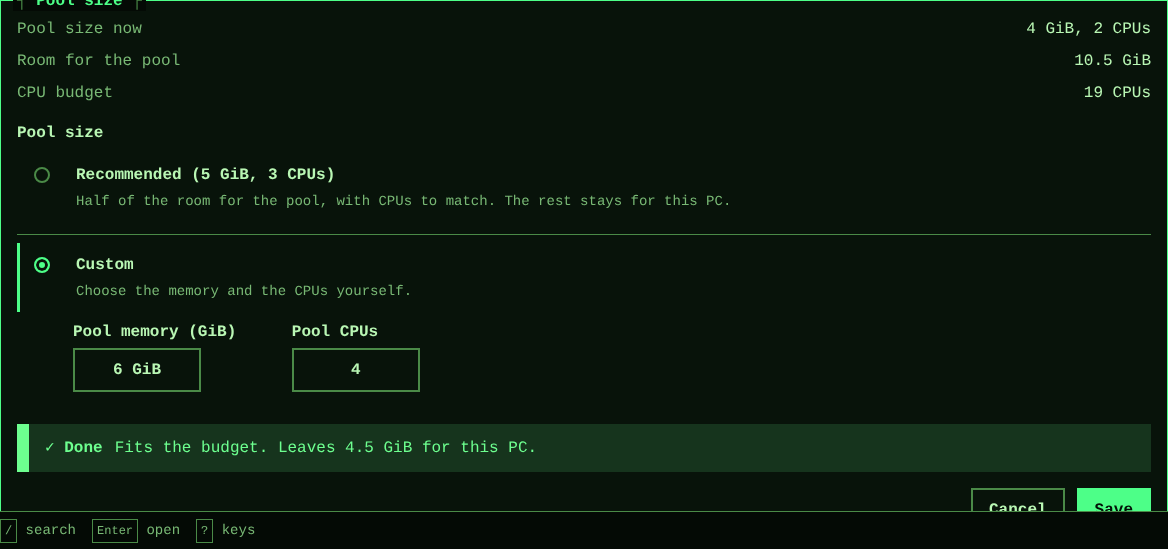 Pool size
Pool size now 4 GiB, 2 CPUs
Room for the pool 10.5 GiB
CPU budget 19 CPUs
Pool size
Recommended (5 GiB, 3 CPUs)
Half of the room for the pool, with CPUs to match. The rest stays for this PC.
Custom
Choose the memory and the CPUs yourself.
Pool memory (GiB) Pool CPUs
6 GiB 4
✓ Done Fits the budget. Leaves 4.5 GiB for this PC.
Cancel Save
/ search Enter open ? keys